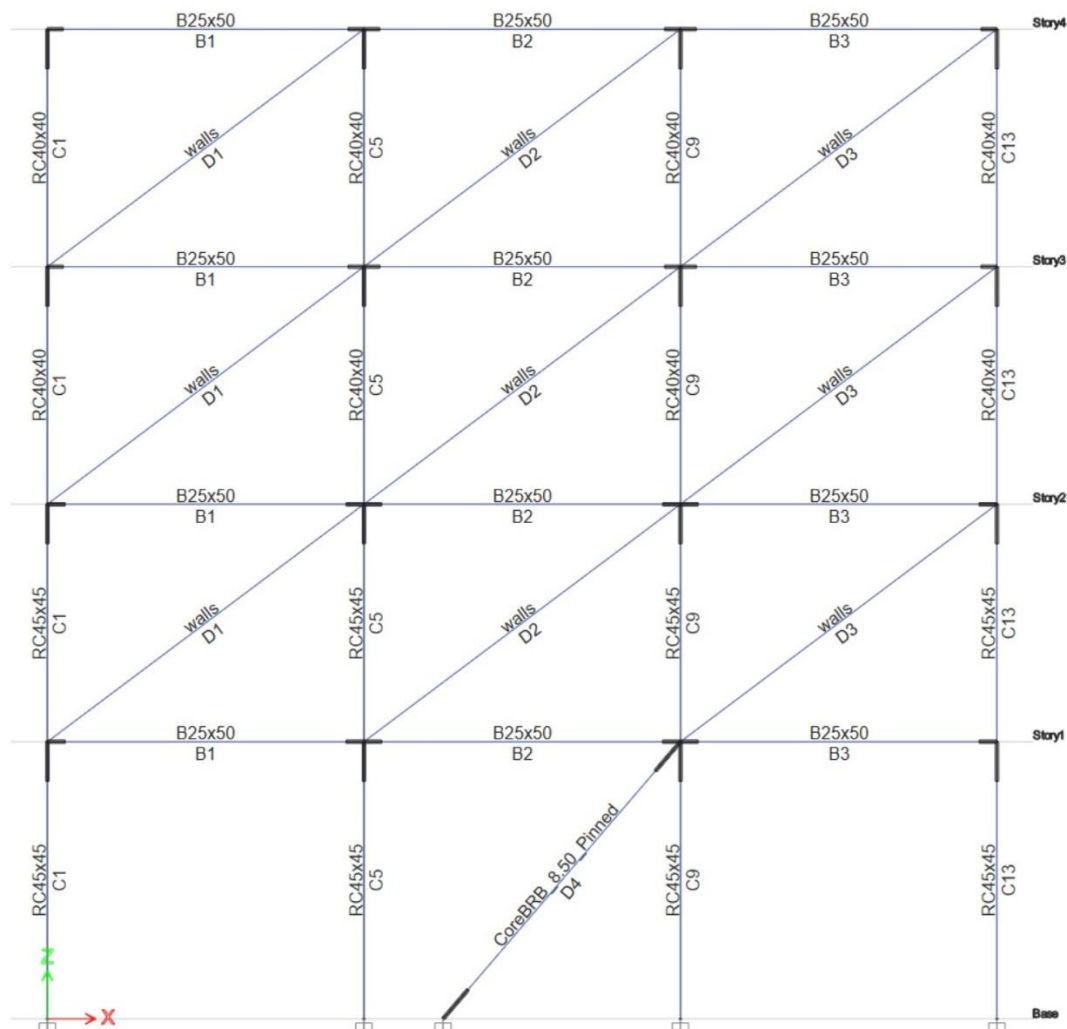 B25x50 B25x50 B25x50 Story4
B1 B2 B3
RC40x40 C1 walls D1 RC40x40 C5 walls D2 RC40x40 C9 walls D3 RC40x40 C13
B25x50 B25x50 B25x50 Story3
B1 B2 B3
RC40x40 C1 walls D1 RC40x40 C5 walls D2 RC40x40 C9 walls D3 RC40x40 C13
B25x50 B25x50 B25x50 Story2
B1 B2 B3
RC45x45 C1 walls D1 RC45x45 C5 walls D2 RC45x45 C9 walls D3 RC45x45 C13
B25x50 B25x50 B25x50 Story1
B1 B2 B3
RC45x45 C1 RC45x45 C5 CoreBRB_8.50_Pinned D4 RC45x45 C9 RC45x45 C13
Z
X Base